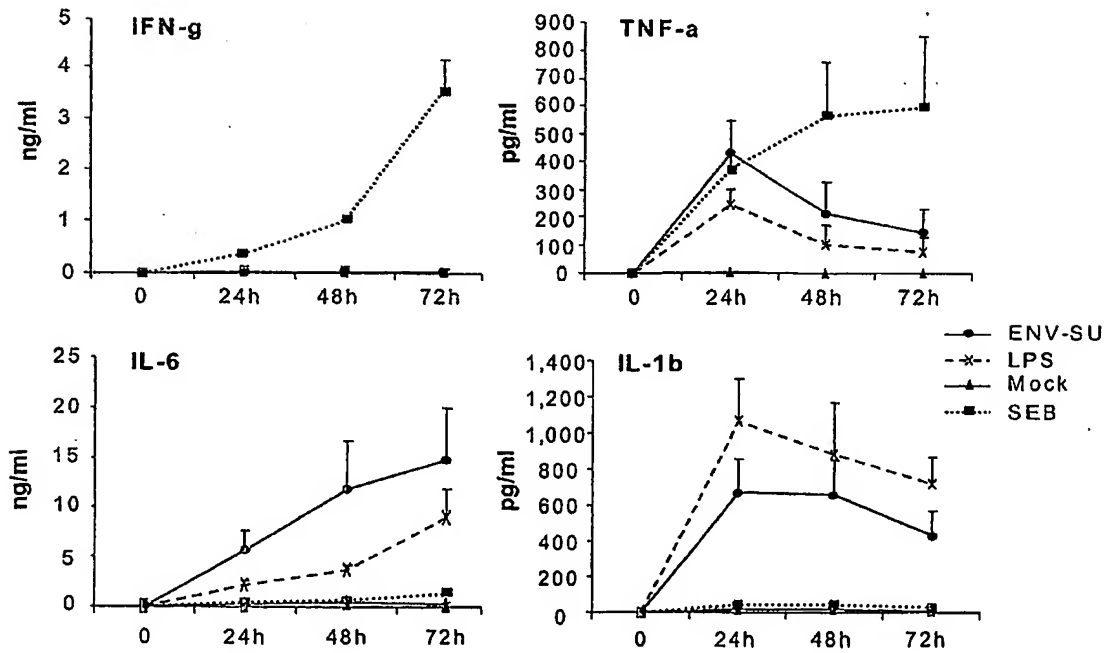 IFN-g
5
4
3
2
1
0
ng/ml
0 24h 48h 72h
TNF-a
900
800
700
600
500
400
300
200
100
0
pg/ml
0 24h 48h 72h
IL-6
25
20
15
10
5
0
ng/ml
0 24h 48h 72h
IL-1b
1,400
1,200
1,000
800
600
400
200
0
pg/ml
0 24h 48h 72h
ENV-SU
LPS
Mock
SEB